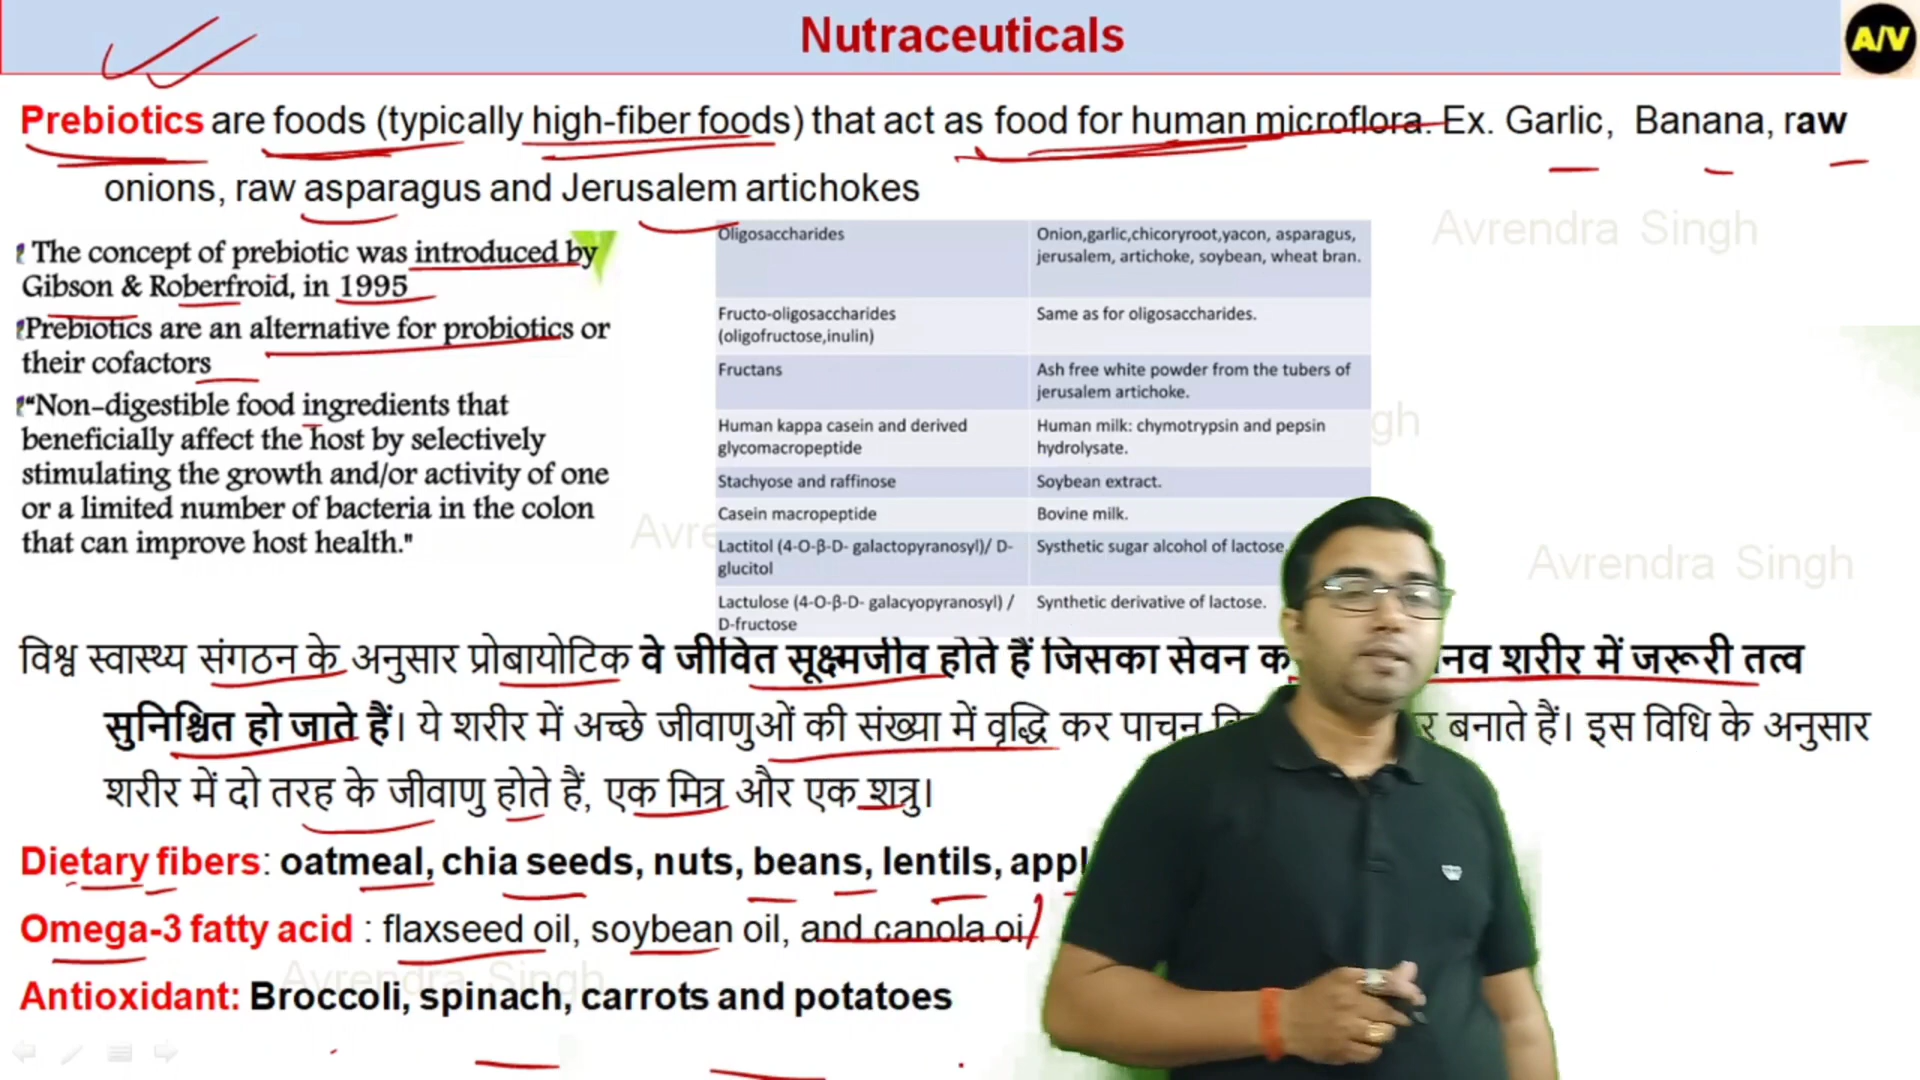 Nutraceuticals
A/V
Prebiotics are foods (typically high-fiber foods) that act as food for human microflora. Ex. Garlic, Banana, raw
onions, raw asparagus and Jerusalem artichokes
Avrendra Singh
The concept of prebiotic was introduced by
Gibson & Roberfroid, in 1995
Prebiotics are an alternative for probiotics or
their cofactors
"Non-digestible food ingredients that
beneficially affect the host by selectively
stimulating the growth and/or activity of one
or a limited number of bacteria in the colon
that can improve host health."
Oligosaccharides
Onion,garlic,chicoryroot,yacon, asparagus,
jerusalem, artichoke, soybean, wheat bran.
Fructo-oligosaccharides
(oligofructose,inulin)
Same as for oligosaccharides.
Fructans
Ash free white powder from the tubers of
jerusalem artichoke.
Human kappa casein and derived
glycomacropeptide
Human milk: chymotrypsin and pepsin
hydrolysate.
Stachyose and raffinose
Soybean extract.
Casein macropeptide
Bovine milk.
Lactitol (4-O-β-D- galactopyranosyl)/ D-
glucitol
Systhetic sugar alcohol of lactose
Lactulose (4-O-β-D- galacyopyranosyl) /
D-fructose
Synthetic derivative of lactose.
Avrendra Singh
विश्व स्वास्थ्य संगठन के अनुसार प्रोबायोटिक वे जीवित सूक्ष्मजीव होते हैं जिसका सेवन शरीर में जरूरी तत्व
सुनिश्चित हो जाते हैं। ये शरीर में अच्छे जीवाणुओं की संख्या में वृद्धि कर पाचन बनाते हैं। इस विधि के अनुसार
शरीर में दो तरह के जीवाणु होते हैं, एक मित्र और एक शत्रु।
Dietary fibers: oatmeal, chia seeds, nuts, beans, lentils,
Omega-3 fatty acid : flaxseed oil, soybean oil, and canola oi
Avrendra Singh
Antioxidant: Broccoli, spinach, carrots and potatoes